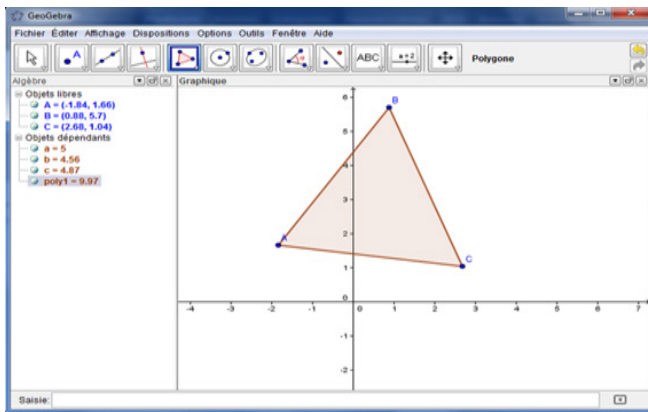 GeoGebra
Fichier Éditer Affichage Dispositions Options Outils Fenêtre Aide
A ABC a=2 Polygone
Algèbre Graphique
Objets libres
A = (-1.84, 1.66)
B = (0.88, 5.7)
C = (2.68, 1.04)
Objets dépendants
a = 5
b = 4.56
c = 4.87
poly1 = 9.97
6
B
5
4
3
2
A
1
C
0
-4 -3 -2 -1 0 1 2 3 4 5 6 7
-1
-2
Saisie: